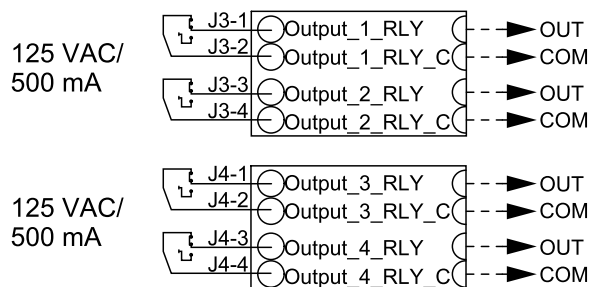 J3-1 Output_1_RLY OUT
J3-2 Output_1_RLY_C COM
125 VAC/
500 mA
J3-3 Output_2_RLY OUT
J3-4 Output_2_RLY_C COM
J4-1 Output_3_RLY OUT
J4-2 Output_3_RLY_C COM
125 VAC/
500 mA
J4-3 Output_4_RLY OUT
J4-4 Output_4_RLY_C COM